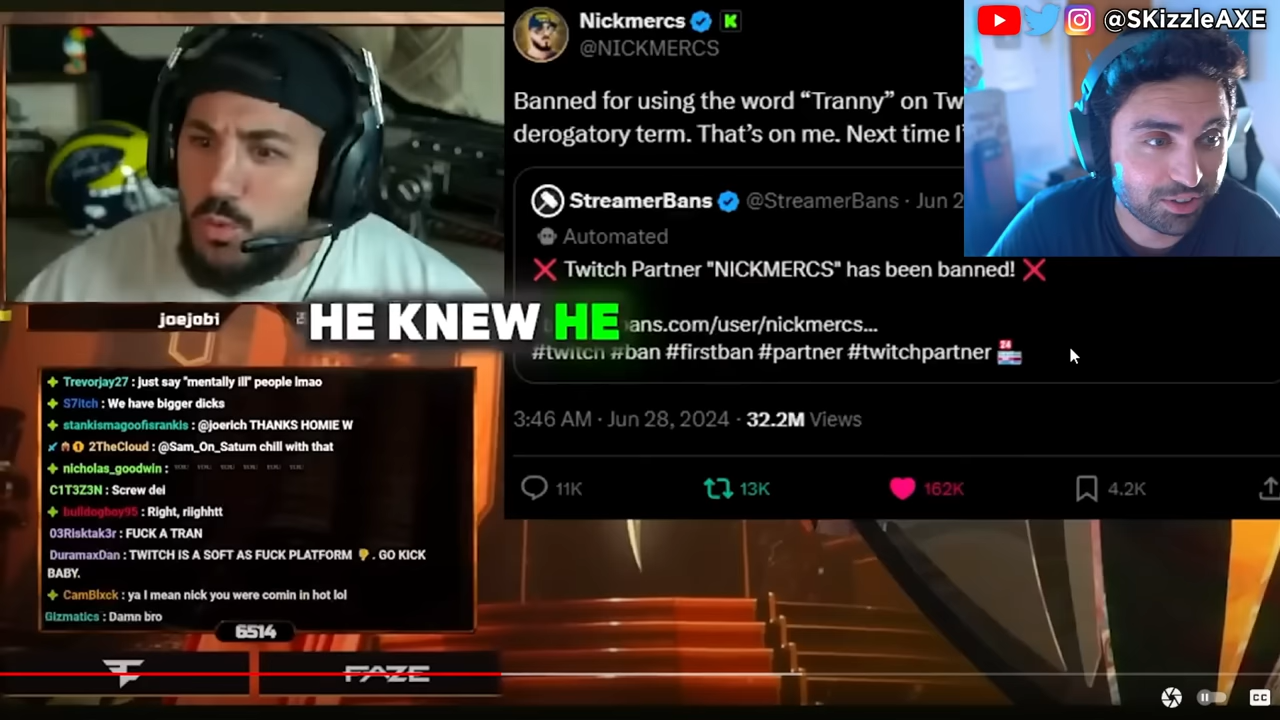 Nickmercs
@NICKMERCS
@SKizzleAXE
Banned for using the word “Tranny” on Tw
derogatory term. That’s on me. Next time I’
StreamerBans @StreamerBans · Jun 2
Automated
Twitch Partner "NICKMERCS" has been banned!
HE KNEW HE
ans.com/user/nickmercs...
#twitch #ban #firstban #partner #twitchpartner
3:46 AM · Jun 28, 2024 · 32.2M Views
11K 13K 162K 4.2K
joejobi
Trevorjay27 : just say "mentally ill" people lmao
S7itch : We have bigger dicks
stankismagoofisrankis : @joerich THANKS HOMIE W
2TheCloud : @Sam_On_Saturn chill with that
nicholas_goodwin :
C1T3Z3N : Screw dei
bulldogboy95 : Right, riighhtt
03Risktak3r : FUCK A TRAN
DuramaxDan : TWITCH IS A SOFT AS FUCK PLATFORM . GO KICK
BABY.
CamBlxck : ya I mean nick you were comin in hot lol
Gizmatics : Damn bro
6514
FAZE
CC